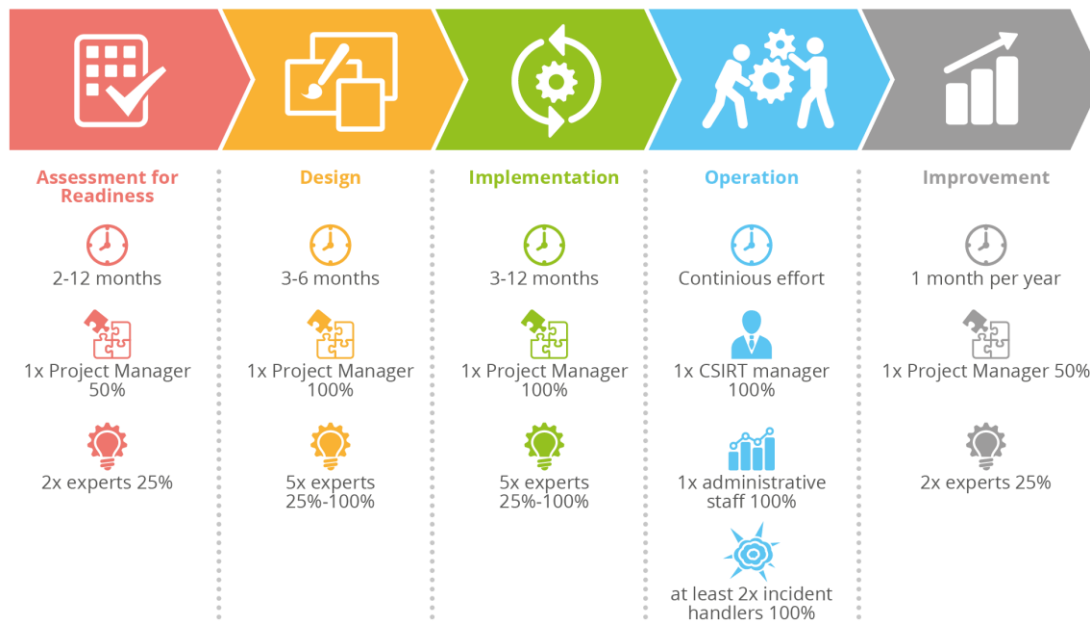 Assessment for
Readiness
2-12 months
1x Project Manager
50%
2x experts 25%
Design
3-6 months
1x Project Manager
100%
5x experts
25%-100%
Implementation
3-12 months
1x Project Manager
100%
5x experts
25%-100%
Operation
Continious effort
1x CSIRT manager
100%
1x administrative
staff 100%
at least 2x incident
handlers 100%
Improvement
1 month per year
1x Project Manager 50%
2x experts 25%